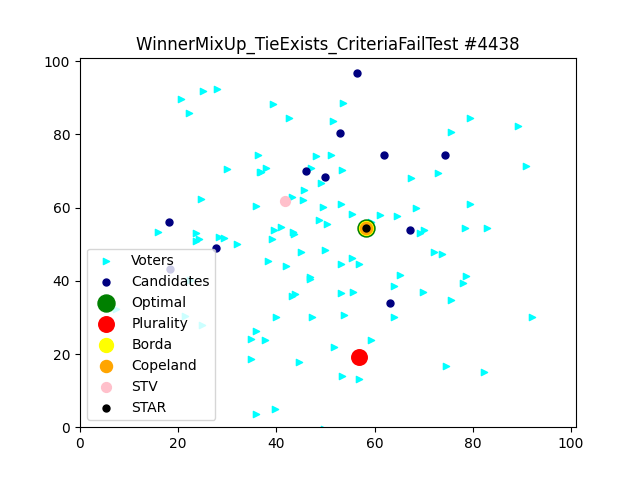 WinnerMixUp_TieExists_CriteriaFailTest #4438
100
80
60
40
20
0
0 20 40 60 80 100
Voters
Candidates
Optimal
Plurality
Borda
Copeland
STV
STAR